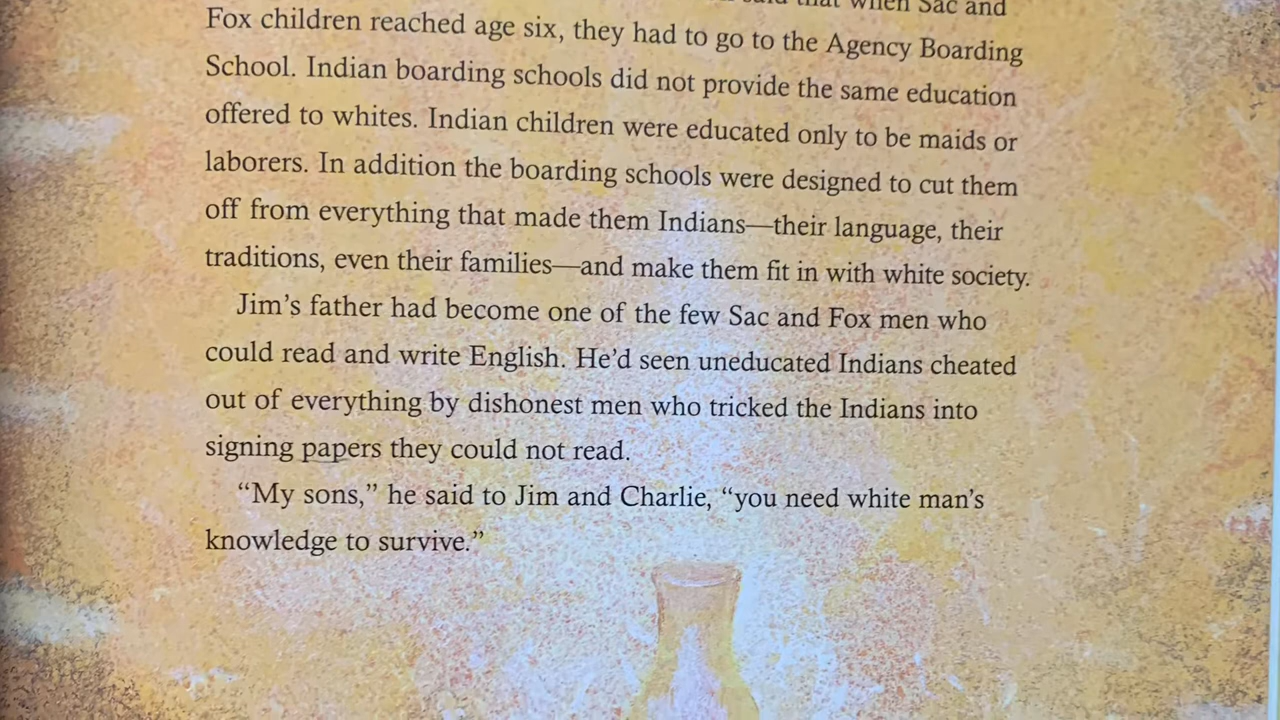 said that when Sac and
Fox children reached age six, they had to go to the Agency Boarding
School. Indian boarding schools did not provide the same education
offered to whites. Indian children were educated only to be maids or
laborers. In addition the boarding schools were designed to cut them
off from everything that made them Indians—their language, their
traditions, even their families—and make them fit in with white society.
Jim’s father had become one of the few Sac and Fox men who
could read and write English. He’d seen uneducated Indians cheated
out of everything by dishonest men who tricked the Indians into
signing papers they could not read.
“My sons,” he said to Jim and Charlie, “you need white man’s
knowledge to survive.”